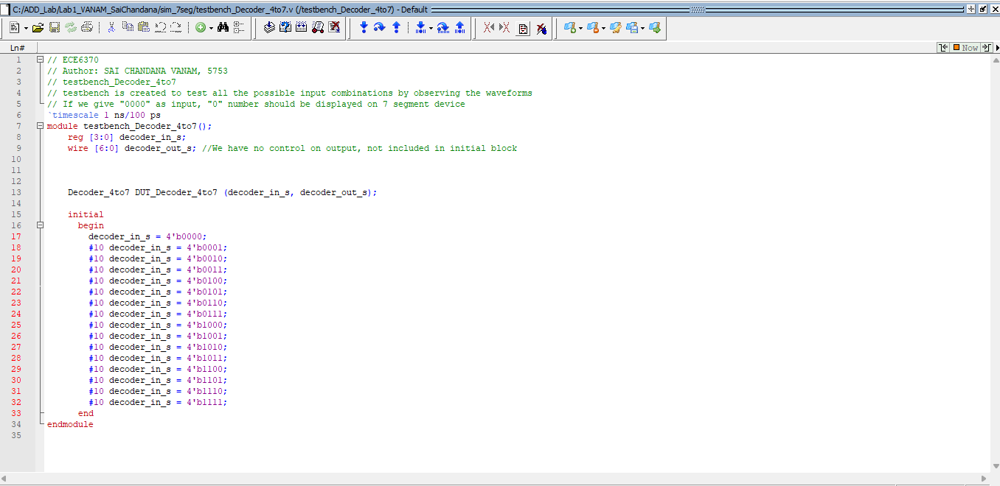 C:/ADD_Lab/Lab1_VANAM_SaiChandana/sim_7seg/testbench_Decoder_4to7.v (/testbench_Decoder_4to7) - Default
Ln#
Now
1 // ECE6370
2 // Author: SAI CHANDANA VANAM, 5753
3 // testbench_Decoder_4to7
4 // testbench is created to test all the possible input combinations by observing the waveforms
5 // If we give "0000" as input, "0" number should be displayed on 7 segment device
6 `timescale 1 ns/100 ps
7 module testbench_Decoder_4to7();
8 reg [3:0] decoder_in_s;
9 wire [6:0] decoder_out_s; //We have no control on output, not included in initial block
10
11
12
13 Decoder_4to7 DUT_Decoder_4to7 (decoder_in_s, decoder_out_s);
14
15 initial
16 begin
17 decoder_in_s = 4'b0000;
18 #10 decoder_in_s = 4'b0001;
19 #10 decoder_in_s = 4'b0010;
20 #10 decoder_in_s = 4'b0011;
21 #10 decoder_in_s = 4'b0100;
22 #10 decoder_in_s = 4'b0101;
23 #10 decoder_in_s = 4'b0110;
24 #10 decoder_in_s = 4'b0111;
25 #10 decoder_in_s = 4'b1000;
26 #10 decoder_in_s = 4'b1001;
27 #10 decoder_in_s = 4'b1010;
28 #10 decoder_in_s = 4'b1011;
29 #10 decoder_in_s = 4'b1100;
30 #10 decoder_in_s = 4'b1101;
31 #10 decoder_in_s = 4'b1110;
32 #10 decoder_in_s = 4'b1111;
33 end
34 endmodule
35